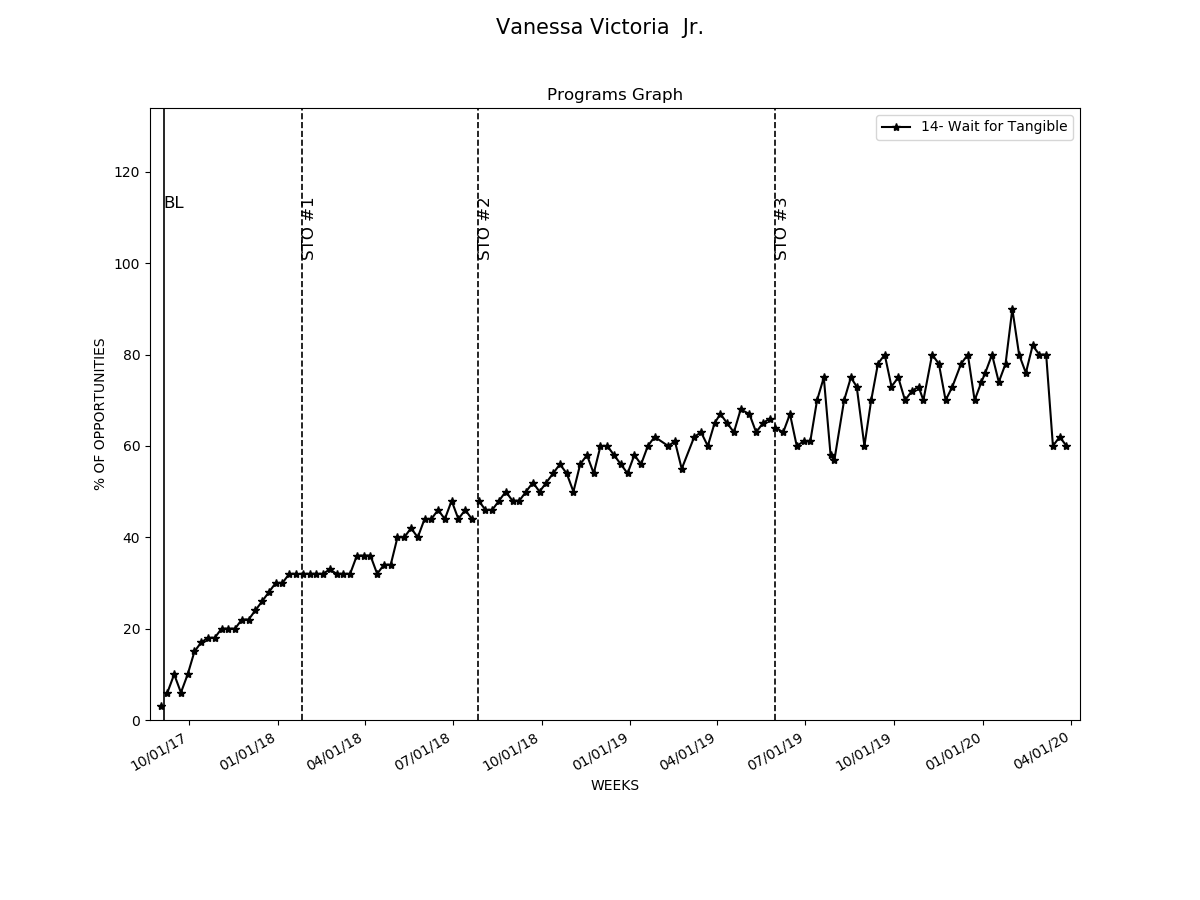 Vanessa Victoria  Jr.
Programs Graph
14- Wait for Tangible
BL
STO #1
STO #2
STO #3
% OF OPPORTUNITIES
120
100
80
60
40
20
0
10/01/17
01/01/18
04/01/18
07/01/18
10/01/18
01/01/19
04/01/19
07/01/19
10/01/19
01/01/20
04/01/20
WEEKS